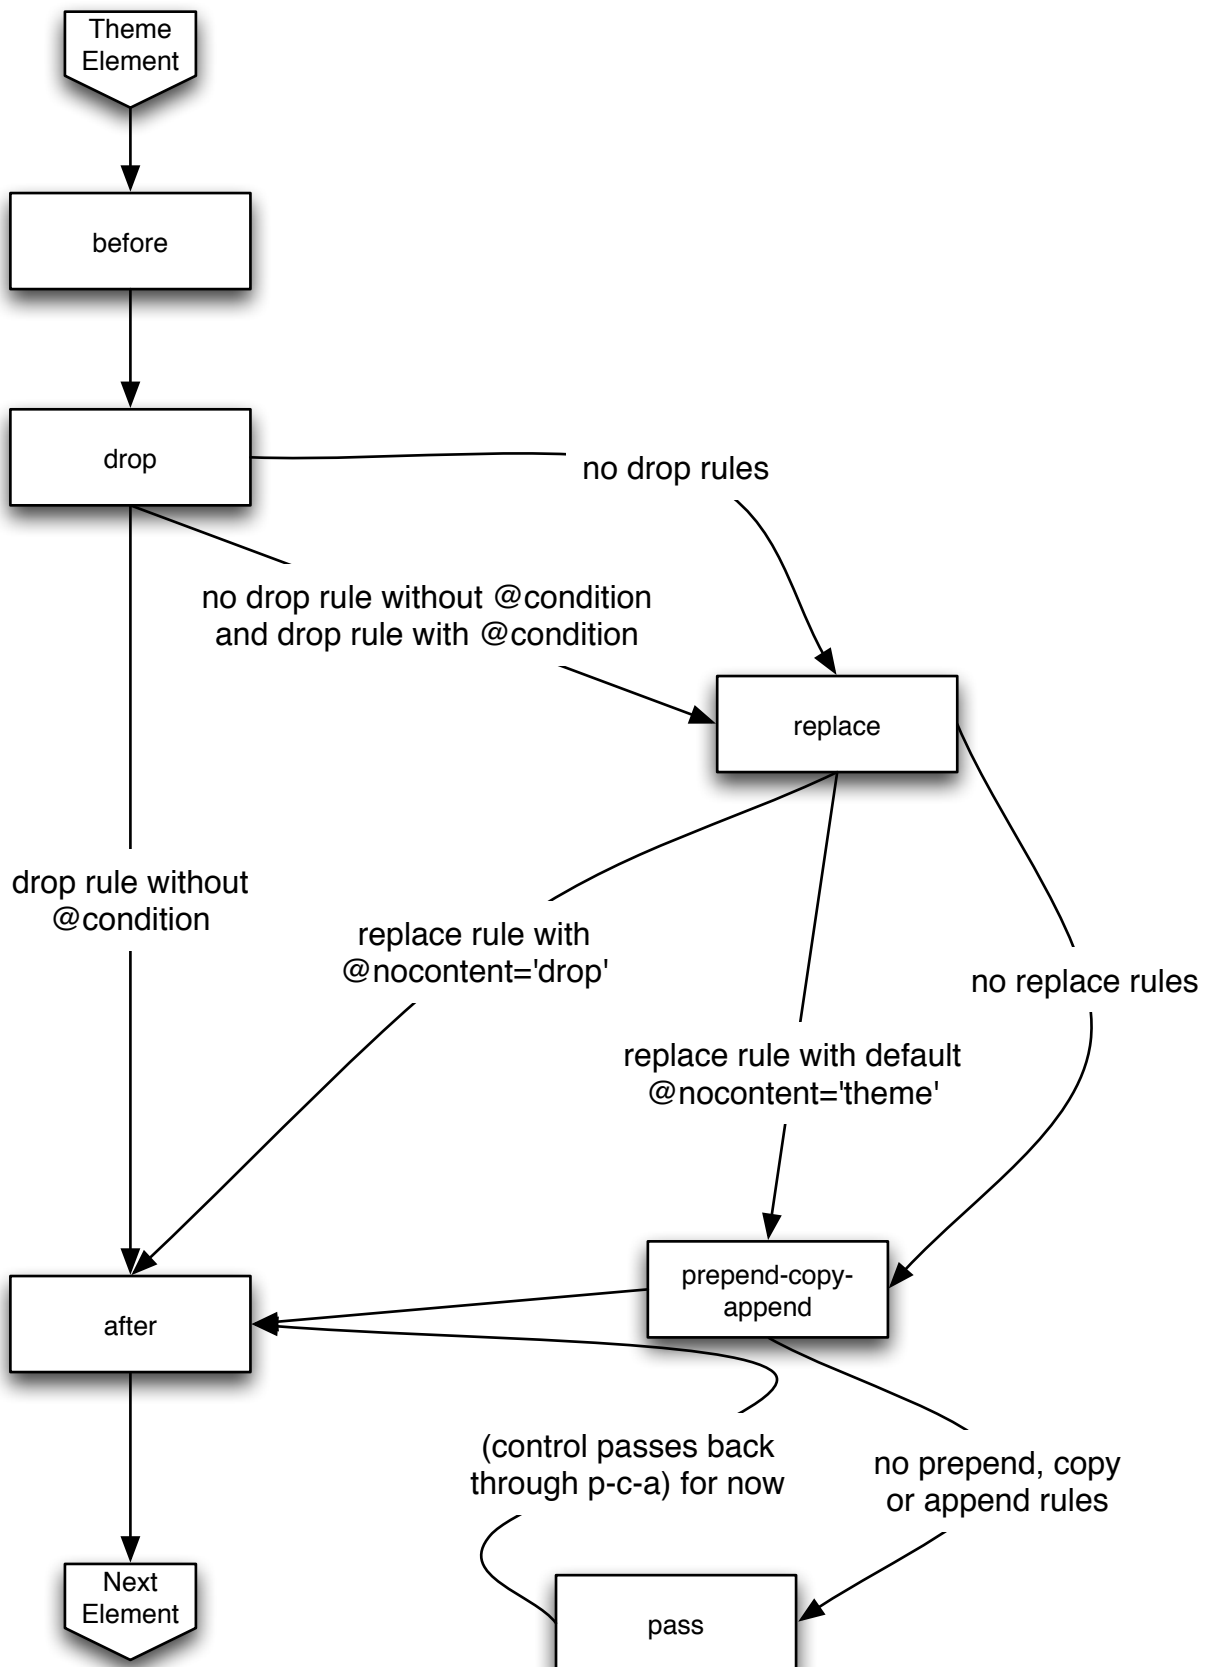 Theme
Element
before
drop
no drop rules
no drop rule without @condition
and drop rule with @condition
replace
drop rule without
@condition
replace rule with
@nocontent='drop'
no replace rules
replace rule with default
@nocontent='theme'
prepend-copy-
append
after
(control passes back
through p-c-a) for now
no prepend, copy
or append rules
Next
Element
pass